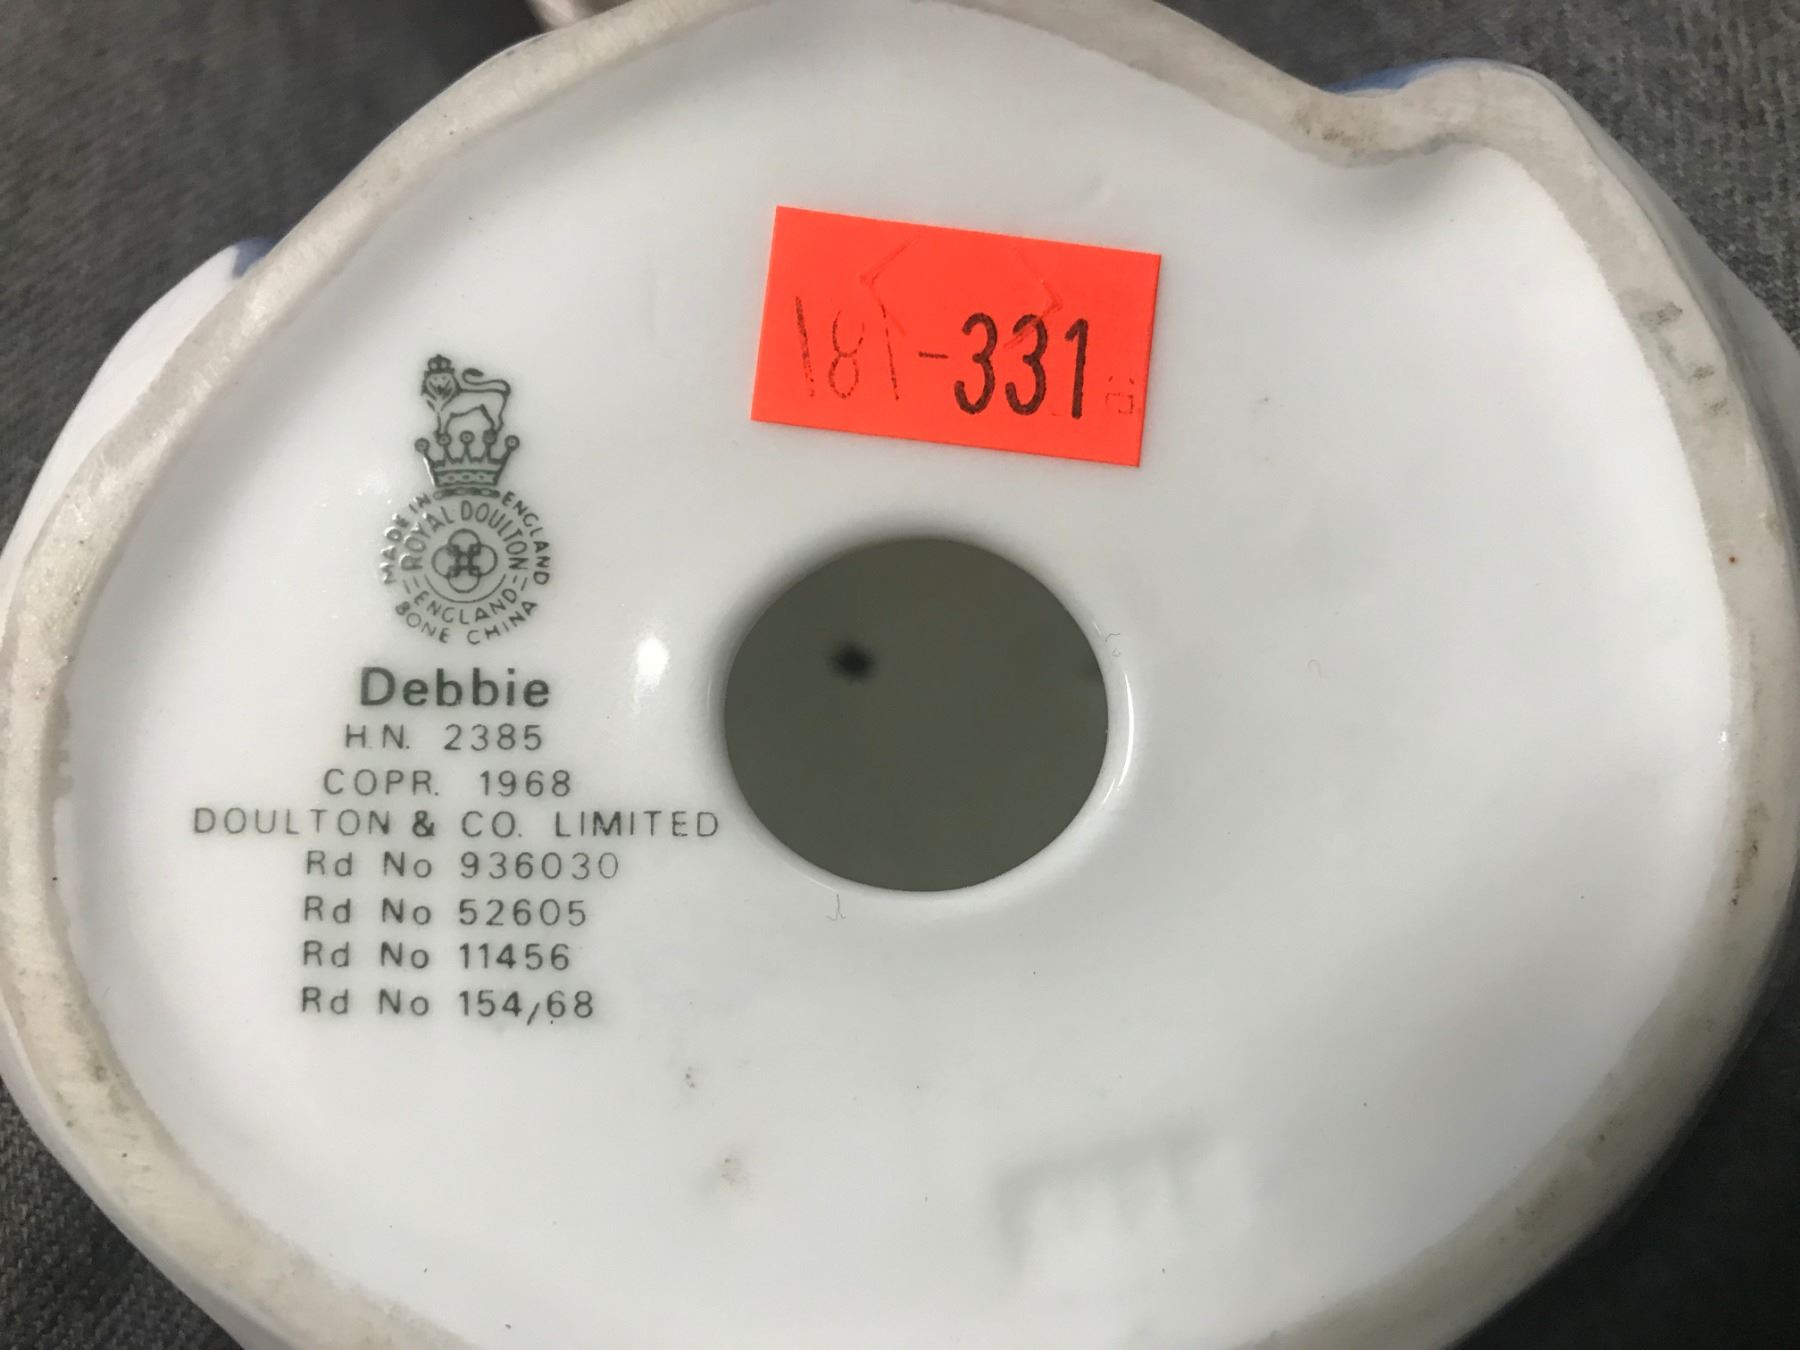 181-331
MADE IN ENGLAND
ROYAL DOULTON
ENGLAND
BONE CHINA
Debbie
H.N. 2385
COPR. 1968
DOULTON & CO. LIMITED
Rd No 936030
Rd No 52605
Rd No 11456
Rd No 154/68